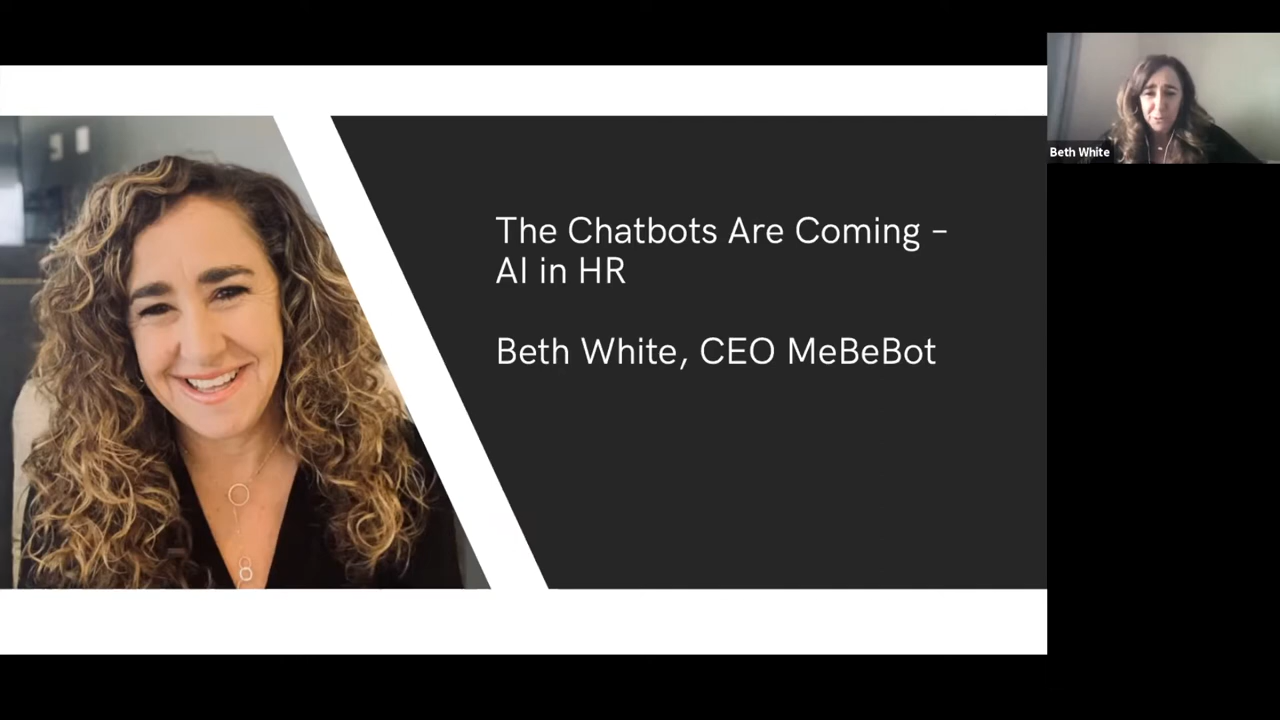 The Chatbots Are Coming –
AI in HR
Beth White, CEO MeBeBot
Beth White